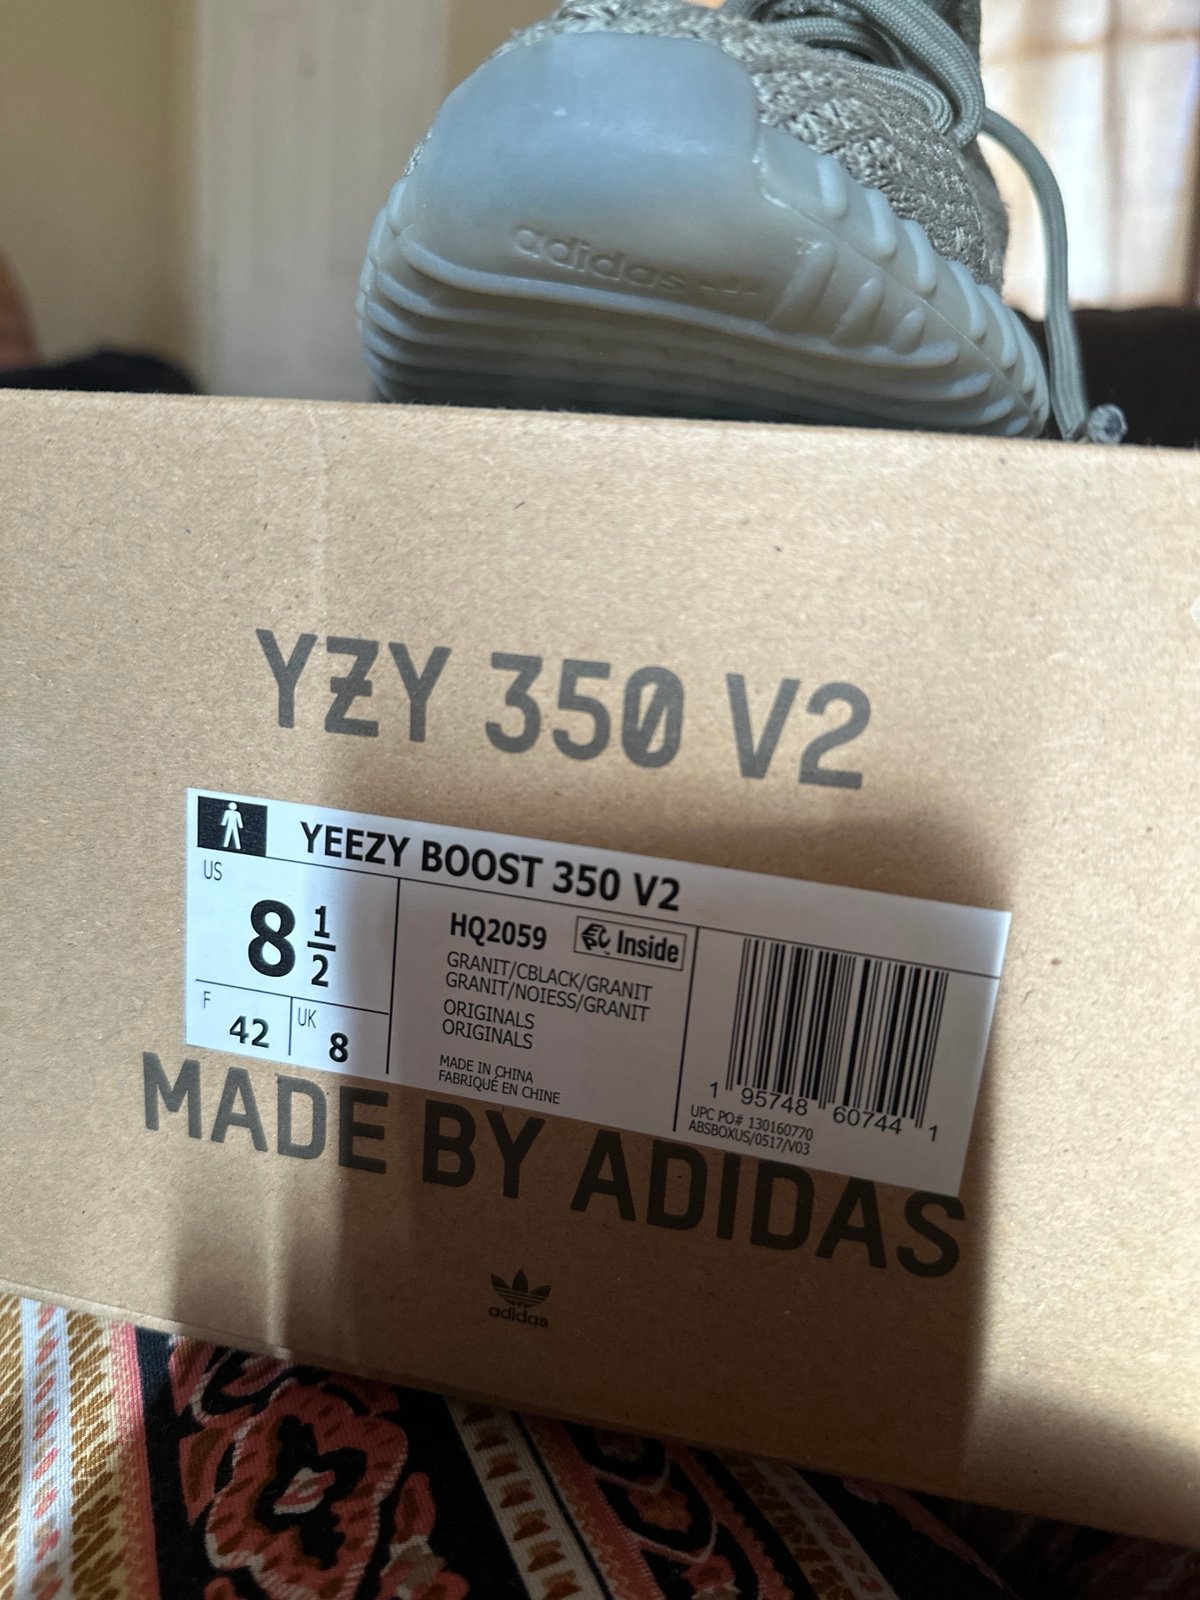 adidas
YZY 350 V2
YEEZY BOOST 350 V2
US
8 1/2
F
42
UK
8
HQ2059
Inside
GRANIT/CBLACK/GRANIT
GRANIT/NOIESS/GRANIT
ORIGINALS
ORIGINALS
MADE IN CHINA
FABRIQUÉ EN CHINE
1 95748 60744 1
UPC PO# 130160770
ABSBOXUS/0517/V03
MADE BY ADIDAS
adidas